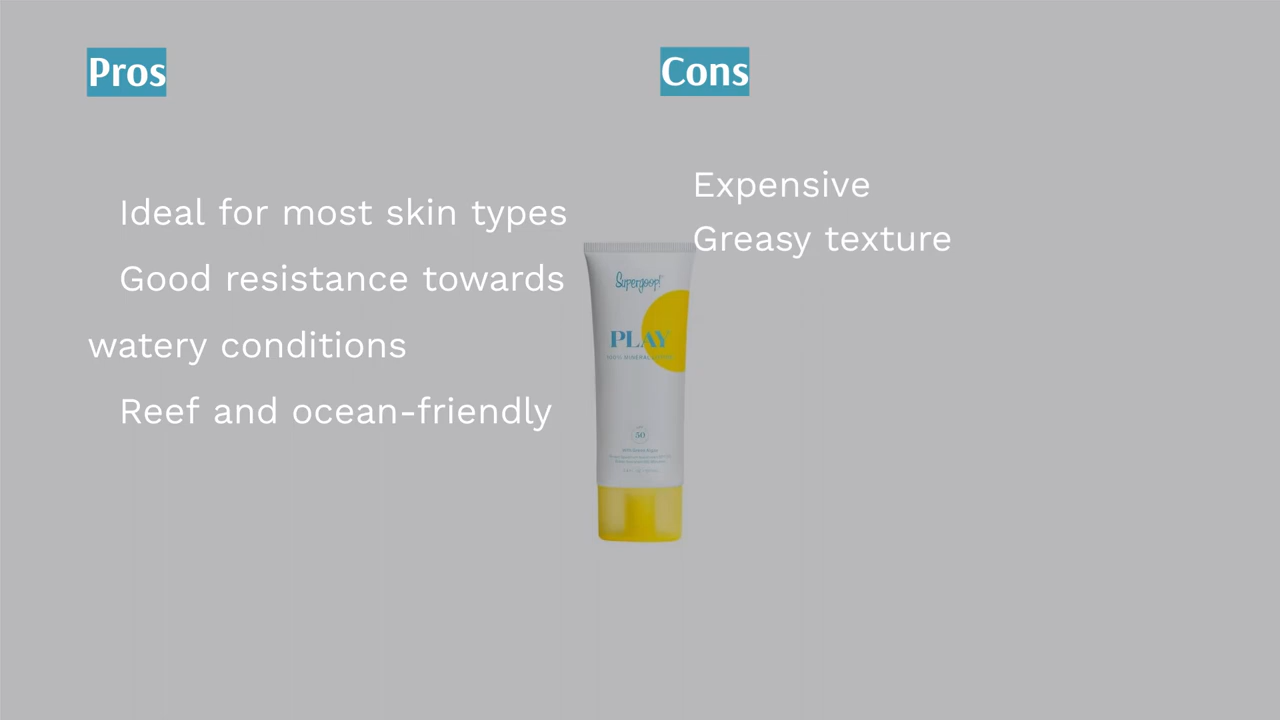 Pros
Ideal for most skin types
Good resistance towards
watery conditions
Reef and ocean-friendly
Cons
Expensive
Greasy texture
Supergoop!
PLAY
50